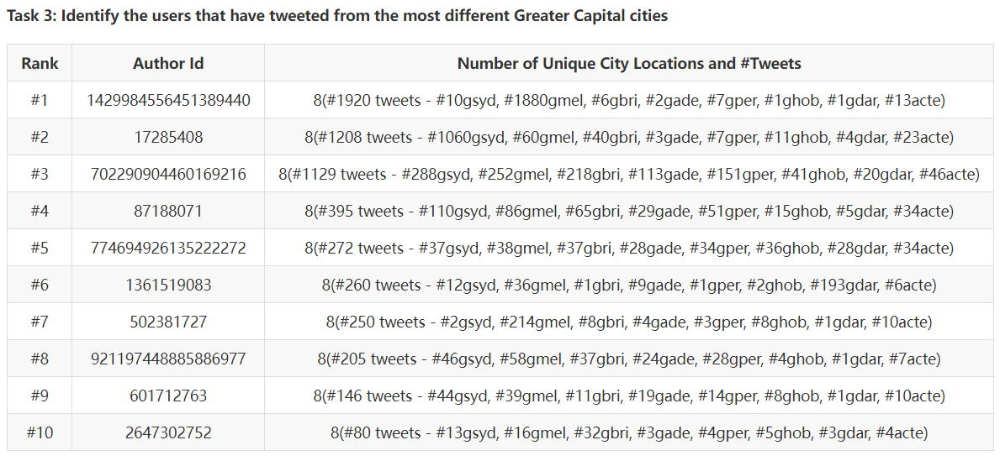 Task 3: Identify the users that have tweeted from the most different Greater Capital cities
Rank Author Id Number of Unique City Locations and #Tweets
#1 1429984556451389440 8(#1920 tweets - #10gsyd, #1880gmel, #6gbri, #2gade, #7gper, #1ghob, #1gdar, #13acte)
#2 17285408 8(#1208 tweets - #1060gsyd, #60gmel, #40gbri, #3gade, #7gper, #11ghob, #4gdar, #23acte)
#3 702290904460169216 8(#1129 tweets - #288gsyd, #252gmel, #218gbri, #113gade, #151gper, #41ghob, #20gdar, #46acte)
#4 87188071 8(#395 tweets - #110gsyd, #86gmel, #65gbri, #29gade, #51gper, #15ghob, #5gdar, #34acte)
#5 774694926135222272 8(#272 tweets - #37gsyd, #38gmel, #37gbri, #28gade, #34gper, #36ghob, #28gdar, #34acte)
#6 1361519083 8(#260 tweets - #12gsyd, #36gmel, #1gbri, #9gade, #1gper, #2ghob, #193gdar, #6acte)
#7 502381727 8(#250 tweets - #2gsyd, #214gmel, #8gbri, #4gade, #3gper, #8ghob, #1gdar, #10acte)
#8 921197448885886977 8(#205 tweets - #46gsyd, #58gmel, #37gbri, #24gade, #28gper, #4ghob, #1gdar, #7acte)
#9 601712763 8(#146 tweets - #44gsyd, #39gmel, #11gbri, #19gade, #14gper, #8ghob, #1gdar, #10acte)
#10 2647302752 8(#80 tweets - #13gsyd, #16gmel, #32gbri, #3gade, #4gper, #5ghob, #3gdar, #4acte)